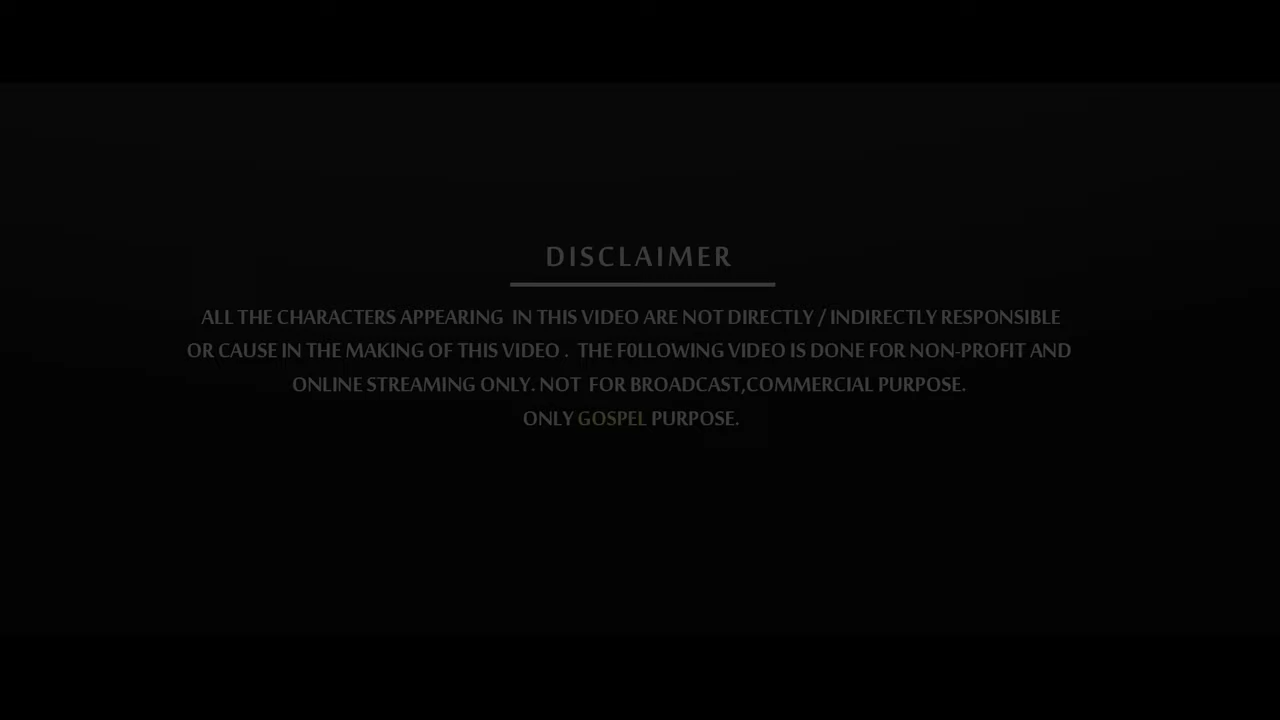 DISCLAIMER
ALL THE CHARACTERS APPEARING IN THIS VIDEO ARE NOT DIRECTLY / INDIRECTLY RESPONSIBLE
OR CAUSE IN THE MAKING OF THIS VIDEO . THE F0LLOWING VIDEO IS DONE FOR NON-PROFIT AND
ONLINE STREAMING ONLY. NOT FOR BROADCAST,COMMERCIAL PURPOSE.
ONLY GOSPEL PURPOSE.